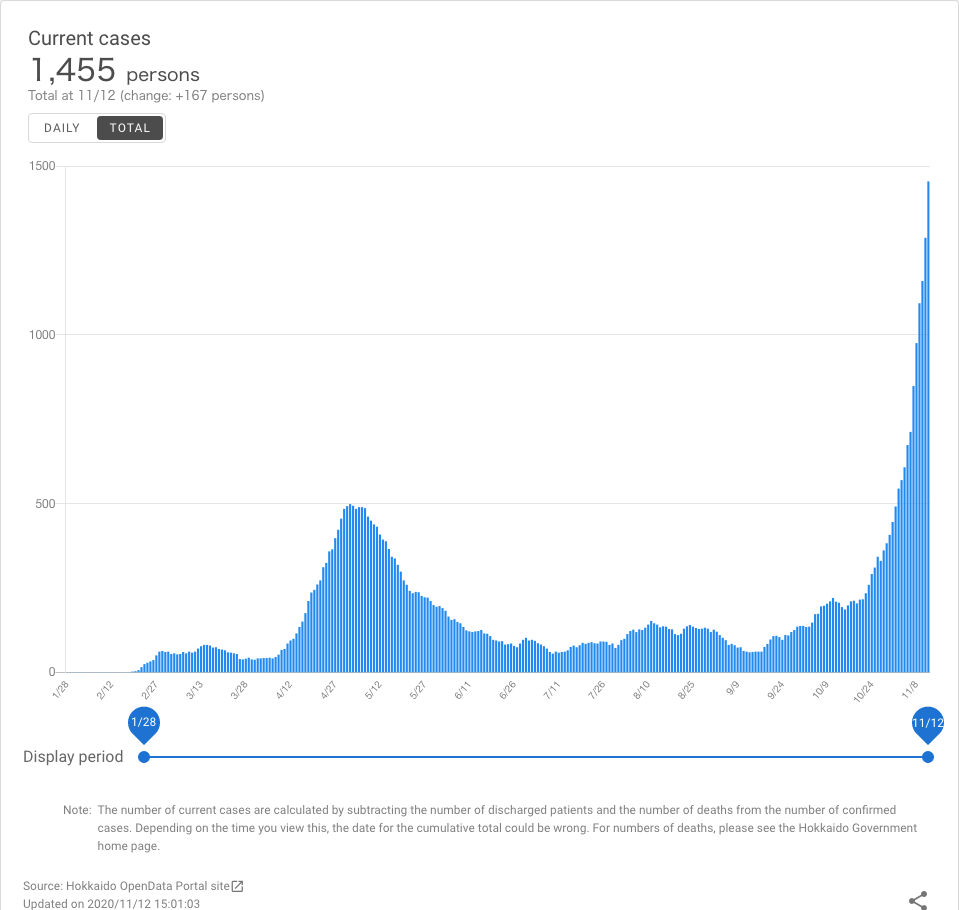 Current cases
1,455 persons
Total at 11/12 (change: +167 persons)
DAILY TOTAL
1500
1000
500
0
1/28 2/12 2/27 3/13 3/28 4/12 4/27 5/12 5/27 6/11 6/26 7/11 7/26 8/10 8/25 9/9 9/24 10/9 10/24 11/8
1/28 11/12
Display period
Note: The number of current cases are calculated by subtracting the number of discharged patients and the number of deaths from the number of confirmed
cases. Depending on the time you view this, the date for the cumulative total could be wrong. For numbers of deaths, please see the Hokkaido Government
home page.
Source: Hokkaido OpenData Portal site
Updated on 2020/11/12 15:01:03